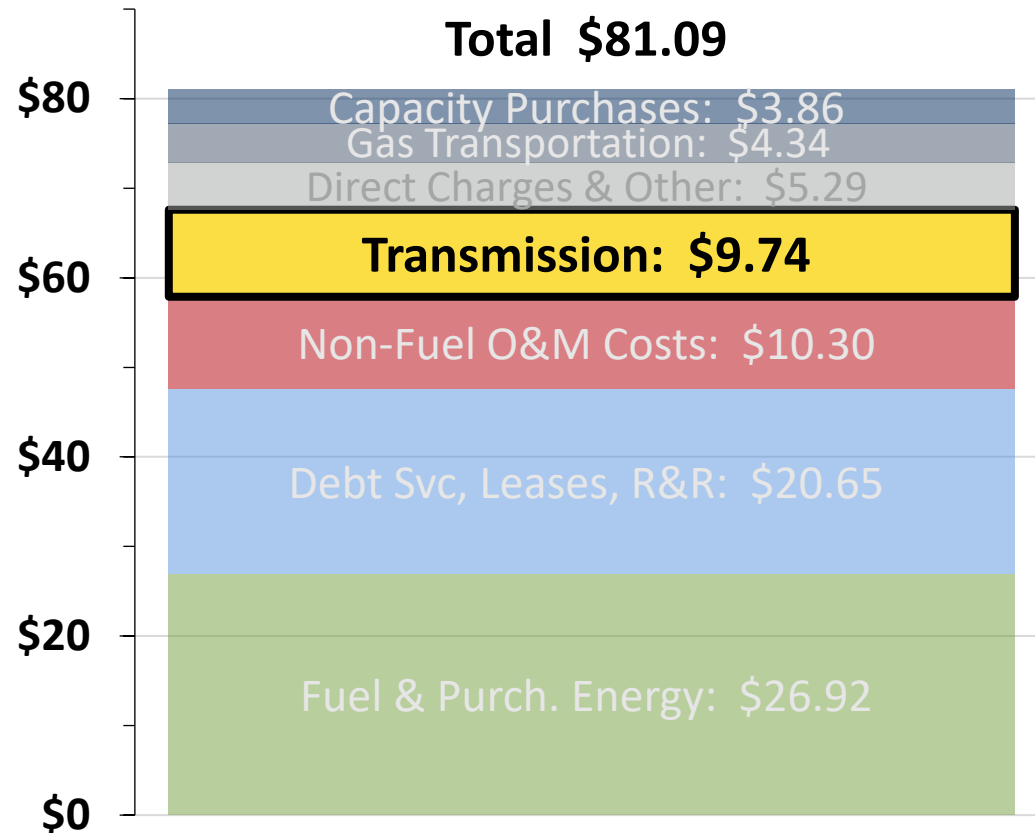 Total  $81.09
$80
Capacity Purchases:  $3.86
Gas Transportation:  $4.34
Direct Charges & Other:  $5.29
Transmission:  $9.74
$60
Non-Fuel O&M Costs:  $10.30
$40
Debt Svc, Leases, R&R:  $20.65
$20
Fuel & Purch. Energy:  $26.92
$0